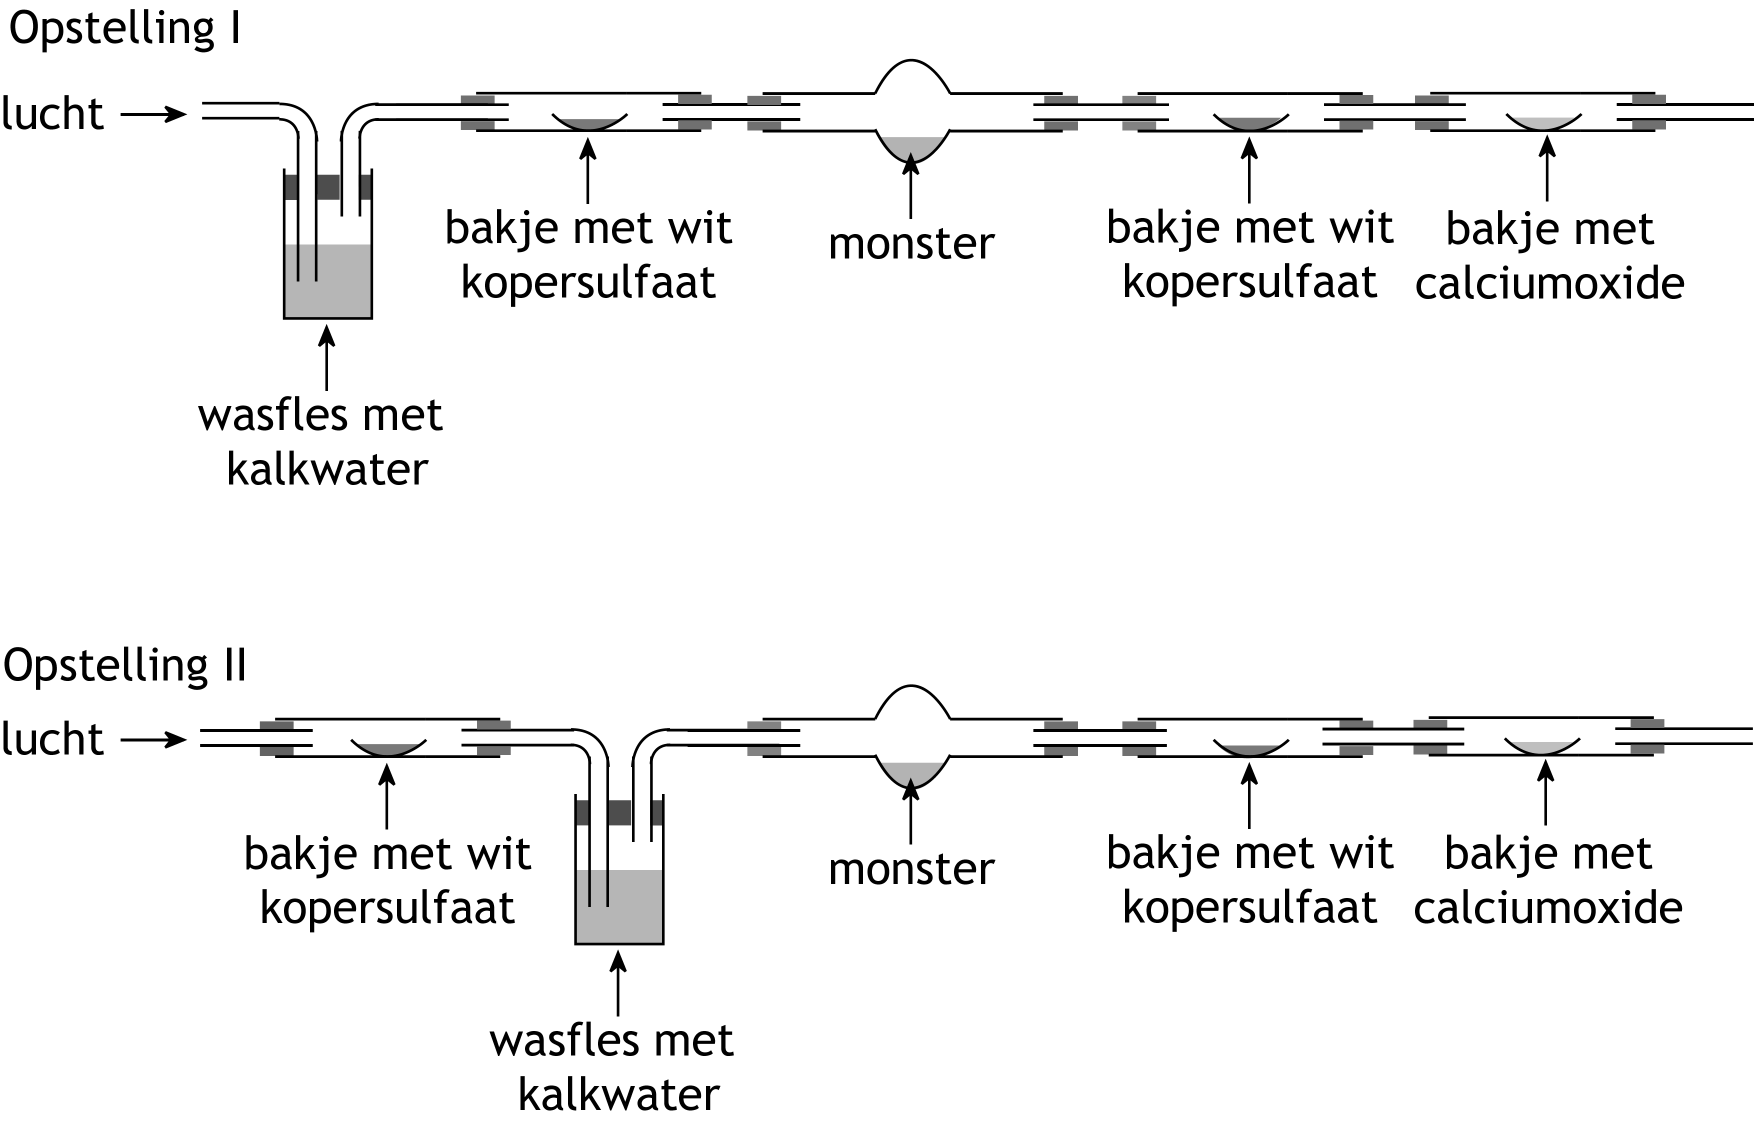 Opstelling I
lucht
bakje met wit
kopersulfaat
monster
bakje met wit
kopersulfaat
bakje met
calciumoxide
wasfles met
kalkwater
Opstelling II
lucht
bakje met wit
kopersulfaat
monster
bakje met wit
kopersulfaat
bakje met
calciumoxide
wasfles met
kalkwater